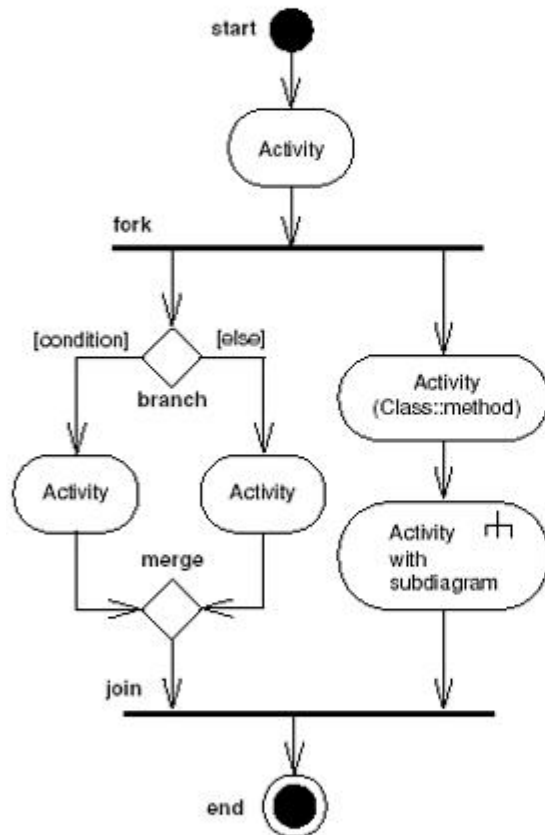 start
Activity
fork
[condition]
[else]
branch
Activity
(Class::method)
Activity
Activity
merge
Activity
with
subdiagram
join
end